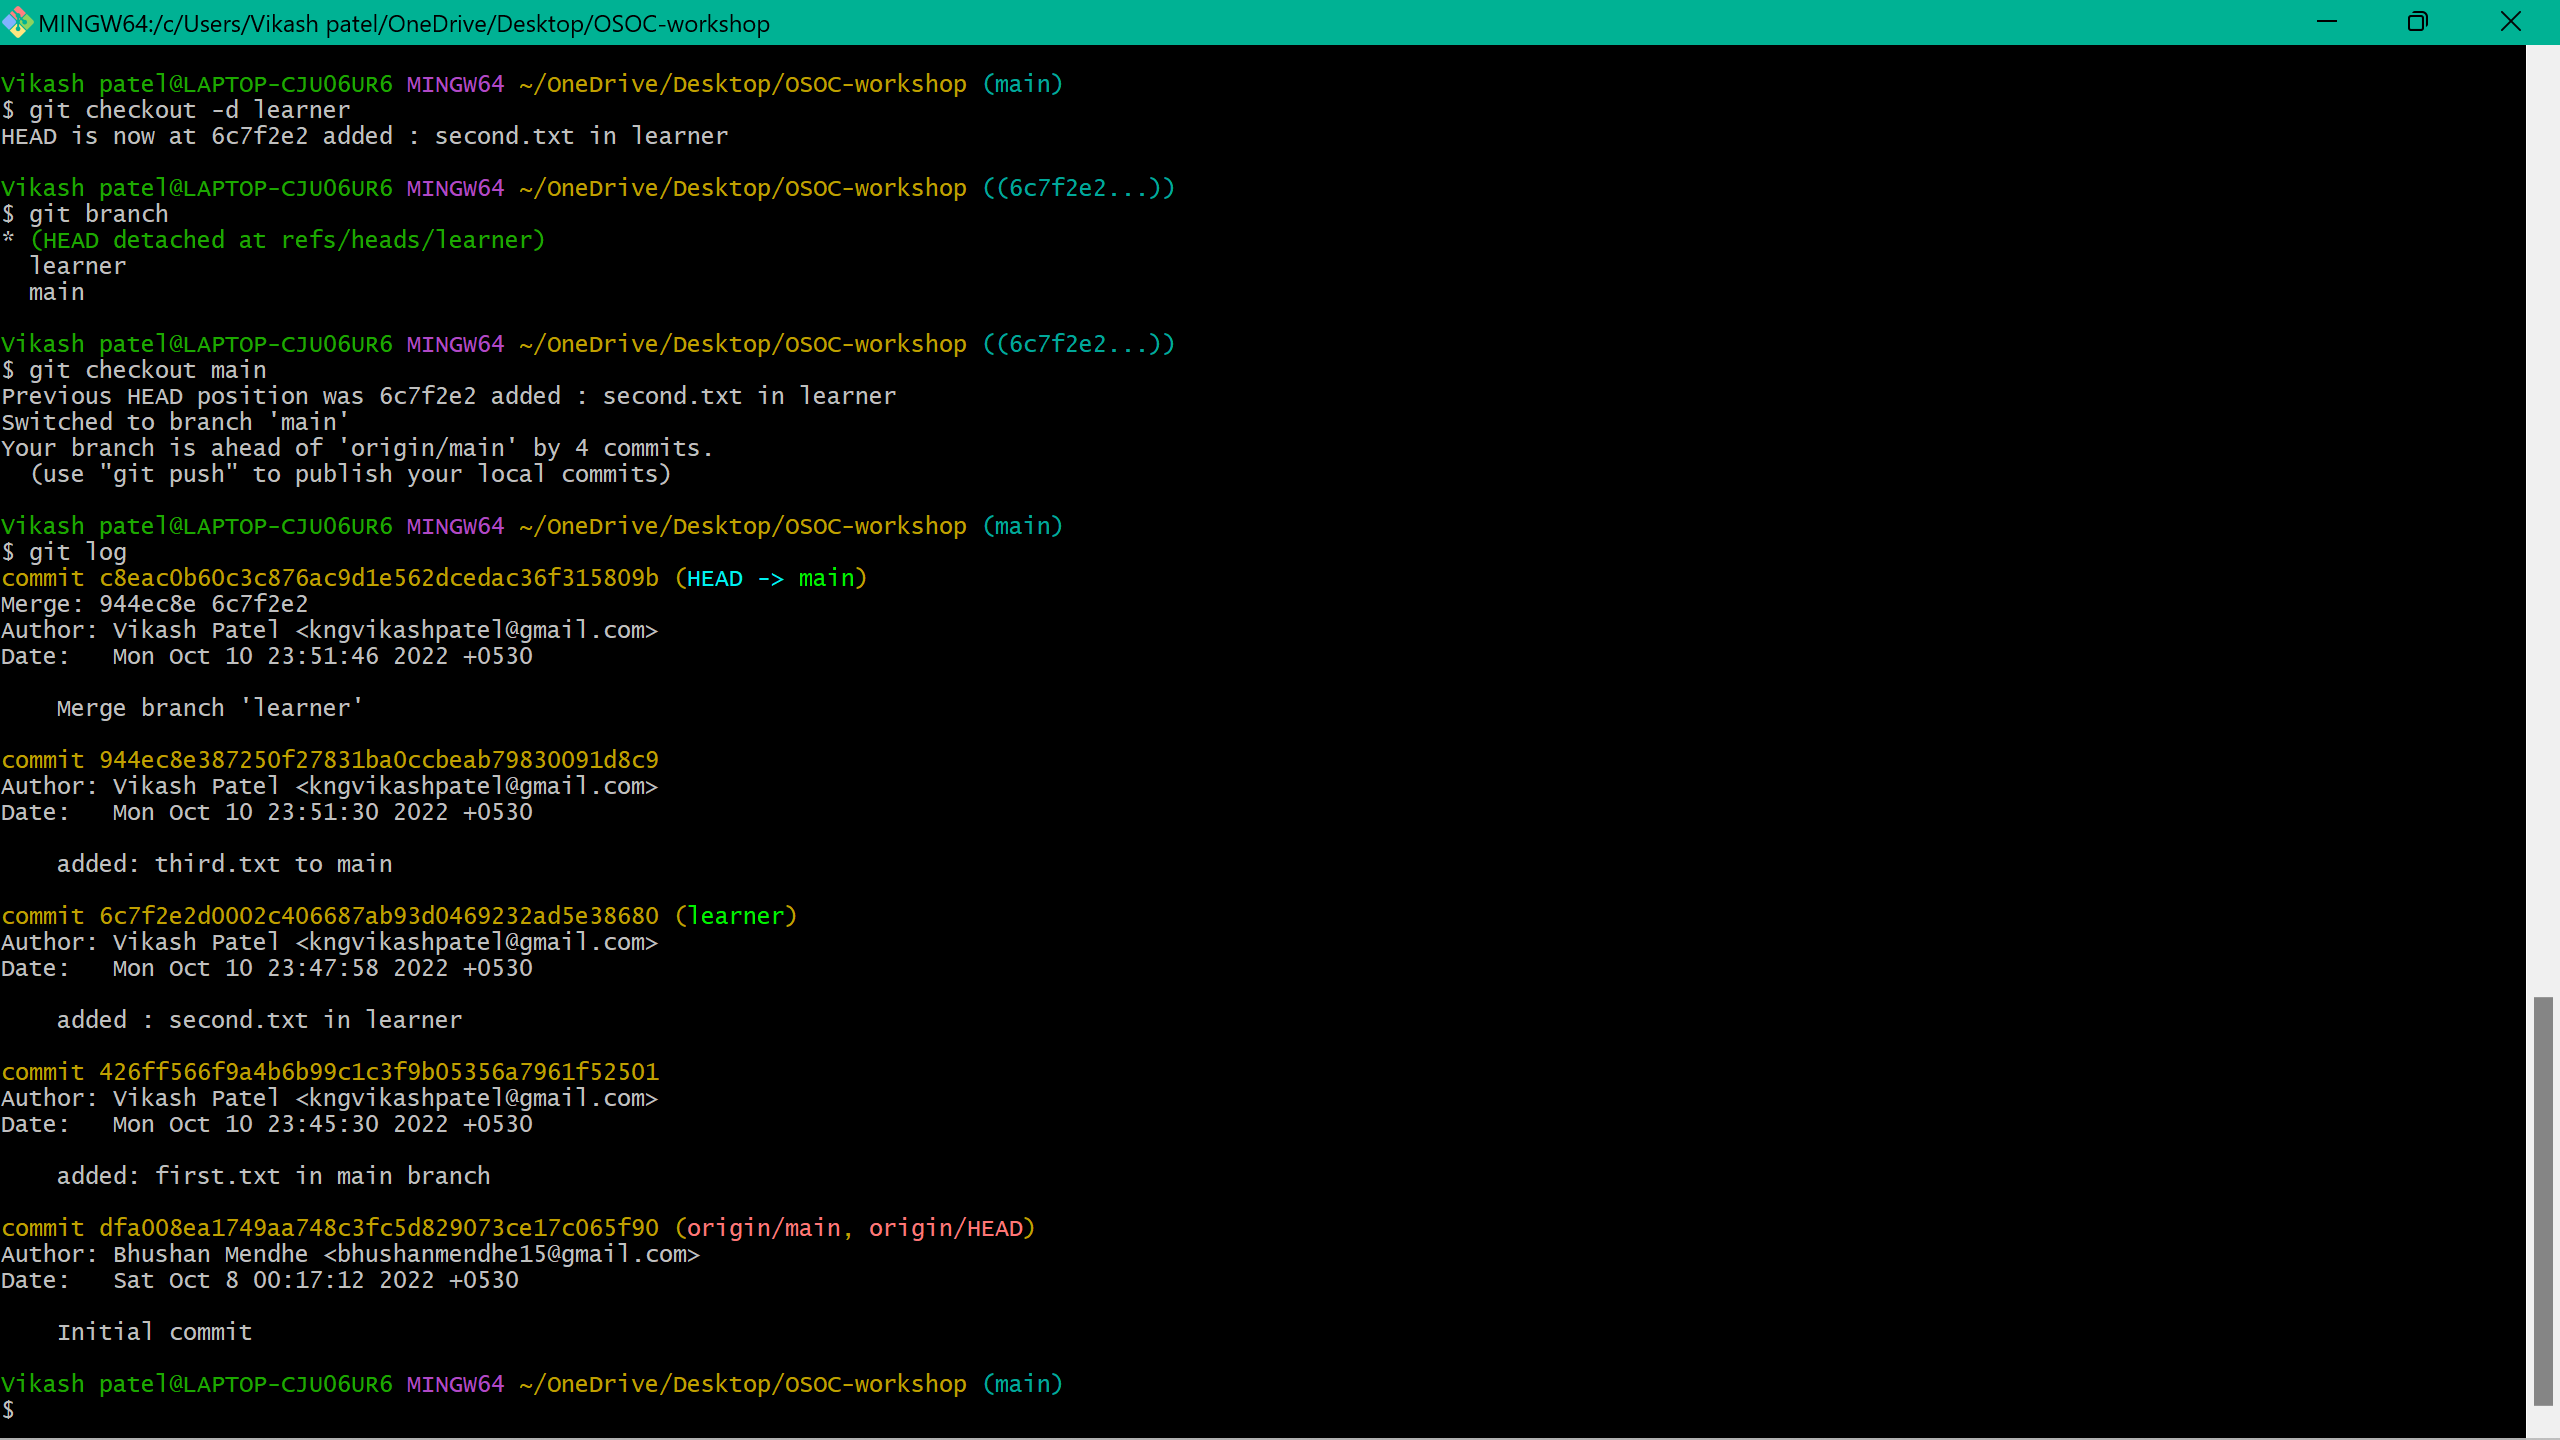 MINGW64:/c/Users/Vikash patel/OneDrive/Desktop/OSOC-workshop
Vikash patel@LAPTOP-CJU06UR6 MINGW64 ~/OneDrive/Desktop/OSOC-workshop (main)
$ git checkout -d learner
HEAD is now at 6c7f2e2 added : second.txt in learner
Vikash patel@LAPTOP-CJU06UR6 MINGW64 ~/OneDrive/Desktop/OSOC-workshop ((6c7f2e2...))
$ git branch
* (HEAD detached at refs/heads/learner)
  learner
  main
Vikash patel@LAPTOP-CJU06UR6 MINGW64 ~/OneDrive/Desktop/OSOC-workshop ((6c7f2e2...))
$ git checkout main
Previous HEAD position was 6c7f2e2 added : second.txt in learner
Switched to branch 'main'
Your branch is ahead of 'origin/main' by 4 commits.
  (use "git push" to publish your local commits)
Vikash patel@LAPTOP-CJU06UR6 MINGW64 ~/OneDrive/Desktop/OSOC-workshop (main)
$ git log
commit c8eac0b60c3c876ac9d1e562dcedac36f315809b (HEAD -> main)
Merge: 944ec8e 6c7f2e2
Author: Vikash Patel <kngvikashpatel@gmail.com>
Date:   Mon Oct 10 23:51:46 2022 +0530
    Merge branch 'learner'
commit 944ec8e387250f27831ba0ccbeab79830091d8c9
Author: Vikash Patel <kngvikashpatel@gmail.com>
Date:   Mon Oct 10 23:51:30 2022 +0530
    added: third.txt to main
commit 6c7f2e2d0002c406687ab93d0469232ad5e38680 (learner)
Author: Vikash Patel <kngvikashpatel@gmail.com>
Date:   Mon Oct 10 23:47:58 2022 +0530
    added : second.txt in learner
commit 426ff566f9a4b6b99c1c3f9b05356a7961f52501
Author: Vikash Patel <kngvikashpatel@gmail.com>
Date:   Mon Oct 10 23:45:30 2022 +0530
    added: first.txt in main branch
commit dfa008ea1749aa748c3fc5d829073ce17c065f90 (origin/main, origin/HEAD)
Author: Bhushan Mendhe <bhushanmendhe15@gmail.com>
Date:   Sat Oct 8 00:17:12 2022 +0530
    Initial commit
Vikash patel@LAPTOP-CJU06UR6 MINGW64 ~/OneDrive/Desktop/OSOC-workshop (main)
$